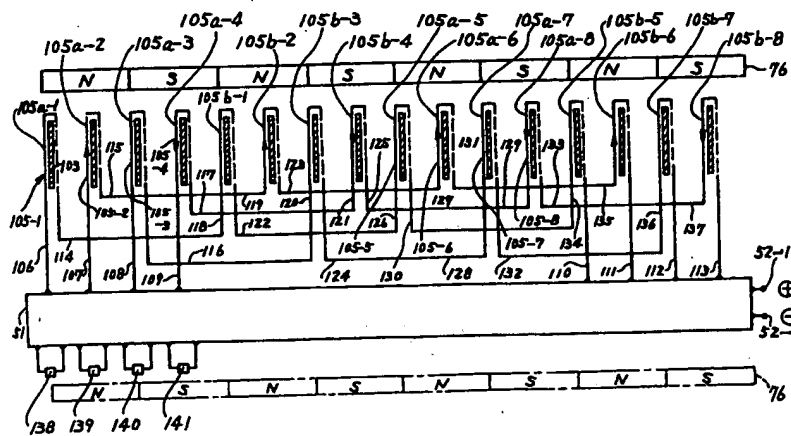 105a-4 105b-3 105a-5 105a-7 105b-5 105b-7
105a-2 105a-3 105b-2 105b-4 105a-6 105a-8 105b-6 105b-8
N S N S N S N S 76
105a-1 105b-1
103 115 105-4 117 123 125 131 129 133
105-1 105-2 105-3 119 120 121 127 135
114 118 122 126 105-5 105-6 105-7 105-8 134 136 137
106 107 108 109 116 124 130 128 132 110 111 112 113
52-1
⊕
51
⊖
52-2
N S N S N S N S 76
138 139 140 141